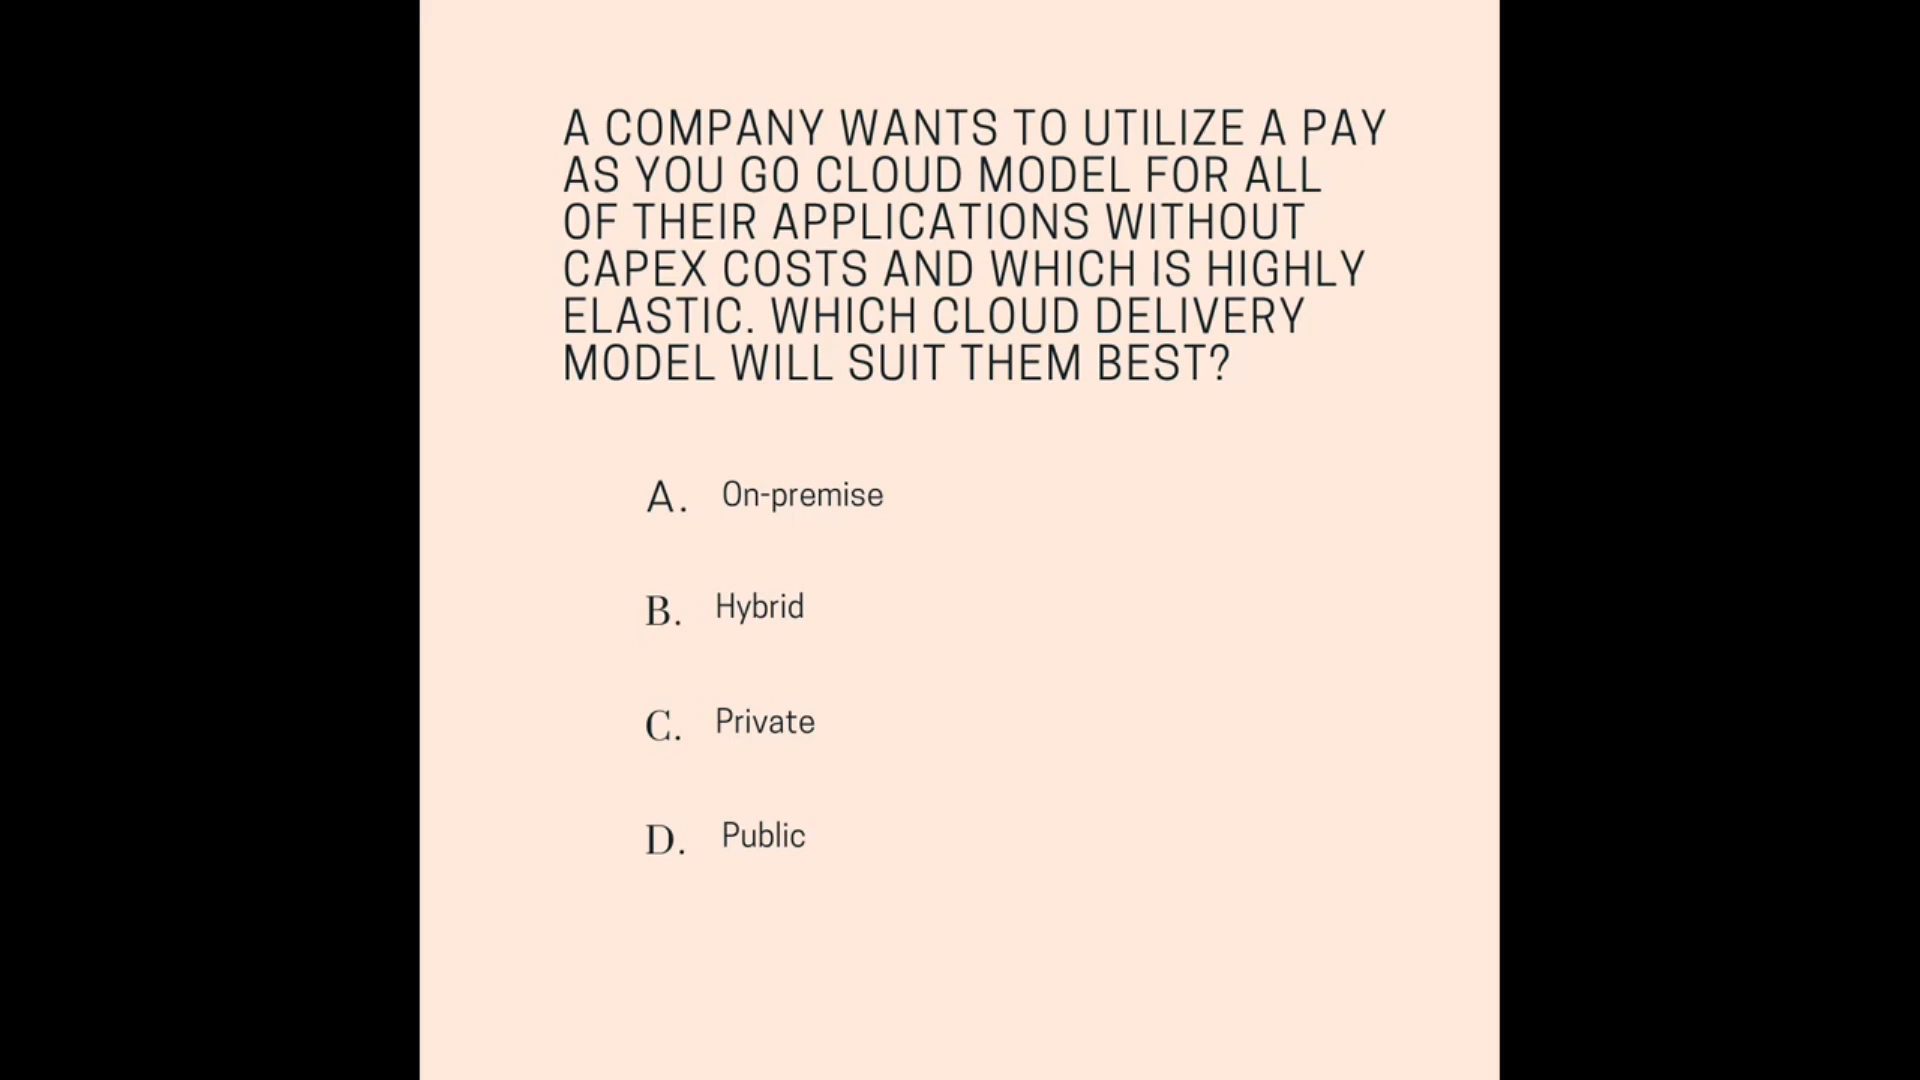 A COMPANY WANTS TO UTILIZE A PAY
AS YOU GO CLOUD MODEL FOR ALL
OF THEIR APPLICATIONS WITHOUT
CAPEX COSTS AND WHICH IS HIGHLY
ELASTIC. WHICH CLOUD DELIVERY
MODEL WILL SUIT THEM BEST?
A. On-premise
B. Hybrid
C. Private
D. Public